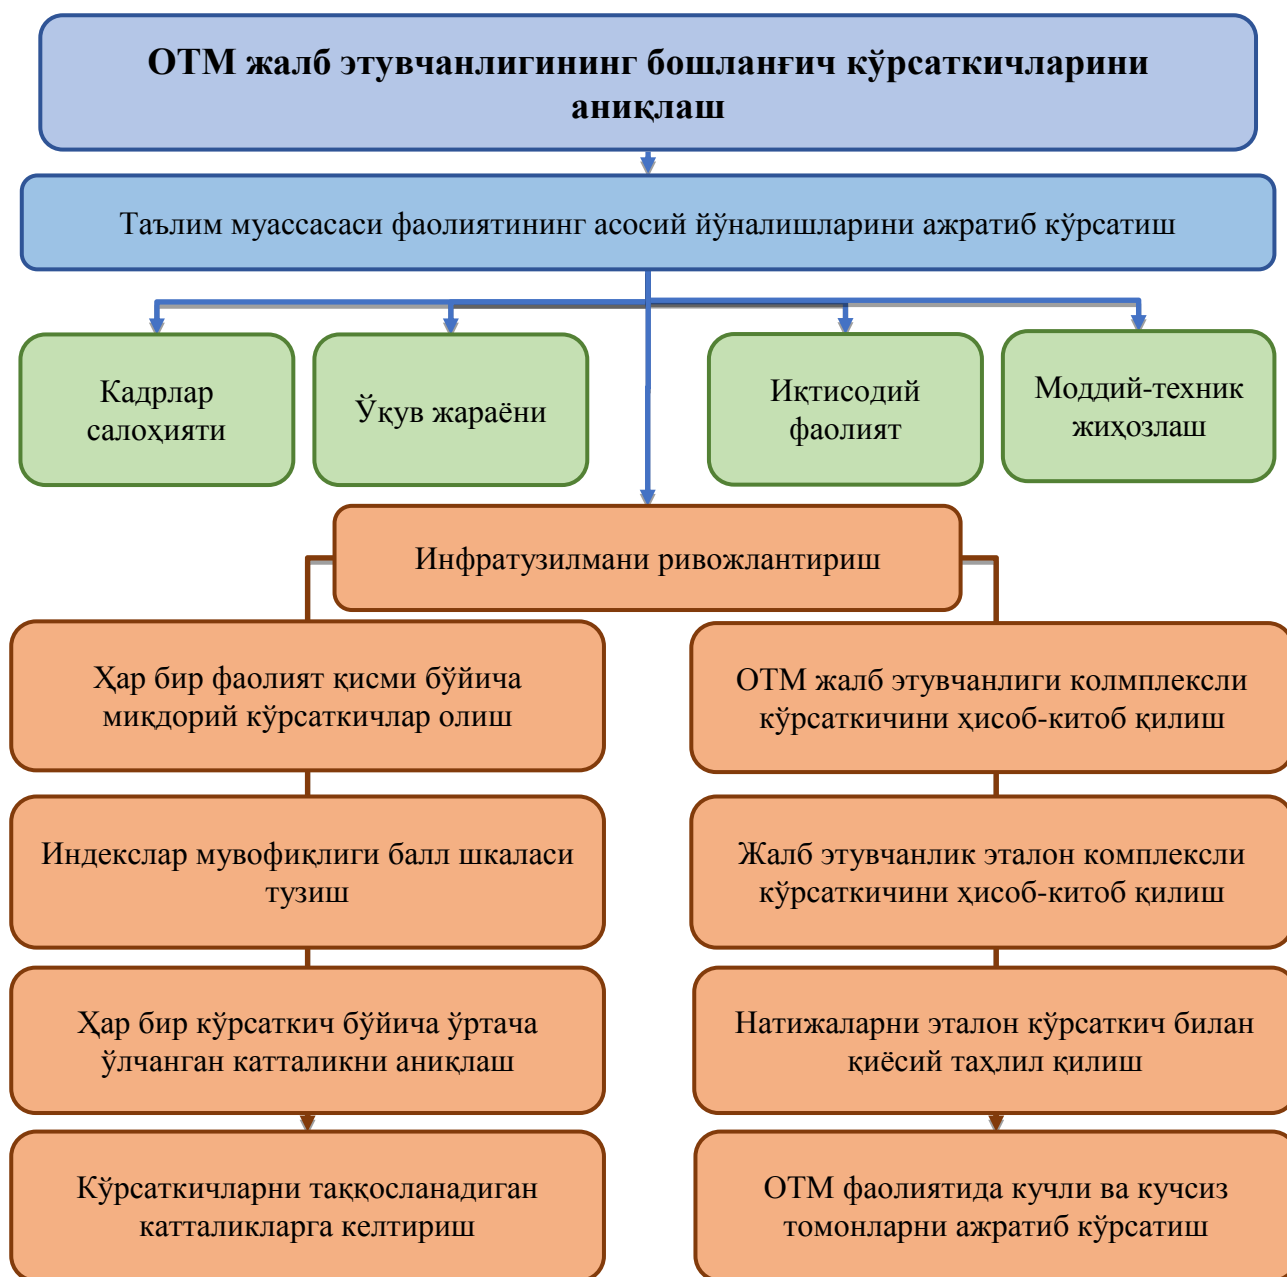 ОТМ жалб этувчанлигининг бошланғич кўрсаткичларини
аниқлаш
Таълим муассасаси фаолиятининг асосий йўналишларини ажратиб кўрсатиш
Кадрлар
салоҳияти
Ўқув жараёни
Иқтисодий
фаолият
Моддий-техник
жиҳозлаш
Инфратузилмани ривожлантириш
Ҳар бир фаолият қисми бўйича
миқдорий кўрсаткичлар олиш
Индекслар мувофиқлиги балл шкаласи
тузиш
Ҳар бир кўрсаткич бўйича ўртача
ўлчанган катталикни аниқлаш
Кўрсаткичларни таққосланадиган
катталикларга келтириш
ОТМ жалб этувчанлиги колмплексли
кўрсаткичини ҳисоб-китоб қилиш
Жалб этувчанлик эталон комплексли
кўрсаткичини ҳисоб-китоб қилиш
Натижаларни эталон кўрсаткич билан
қиёсий таҳлил қилиш
ОТМ фаолиятида кучли ва кучсиз
томонларни ажратиб кўрсатиш